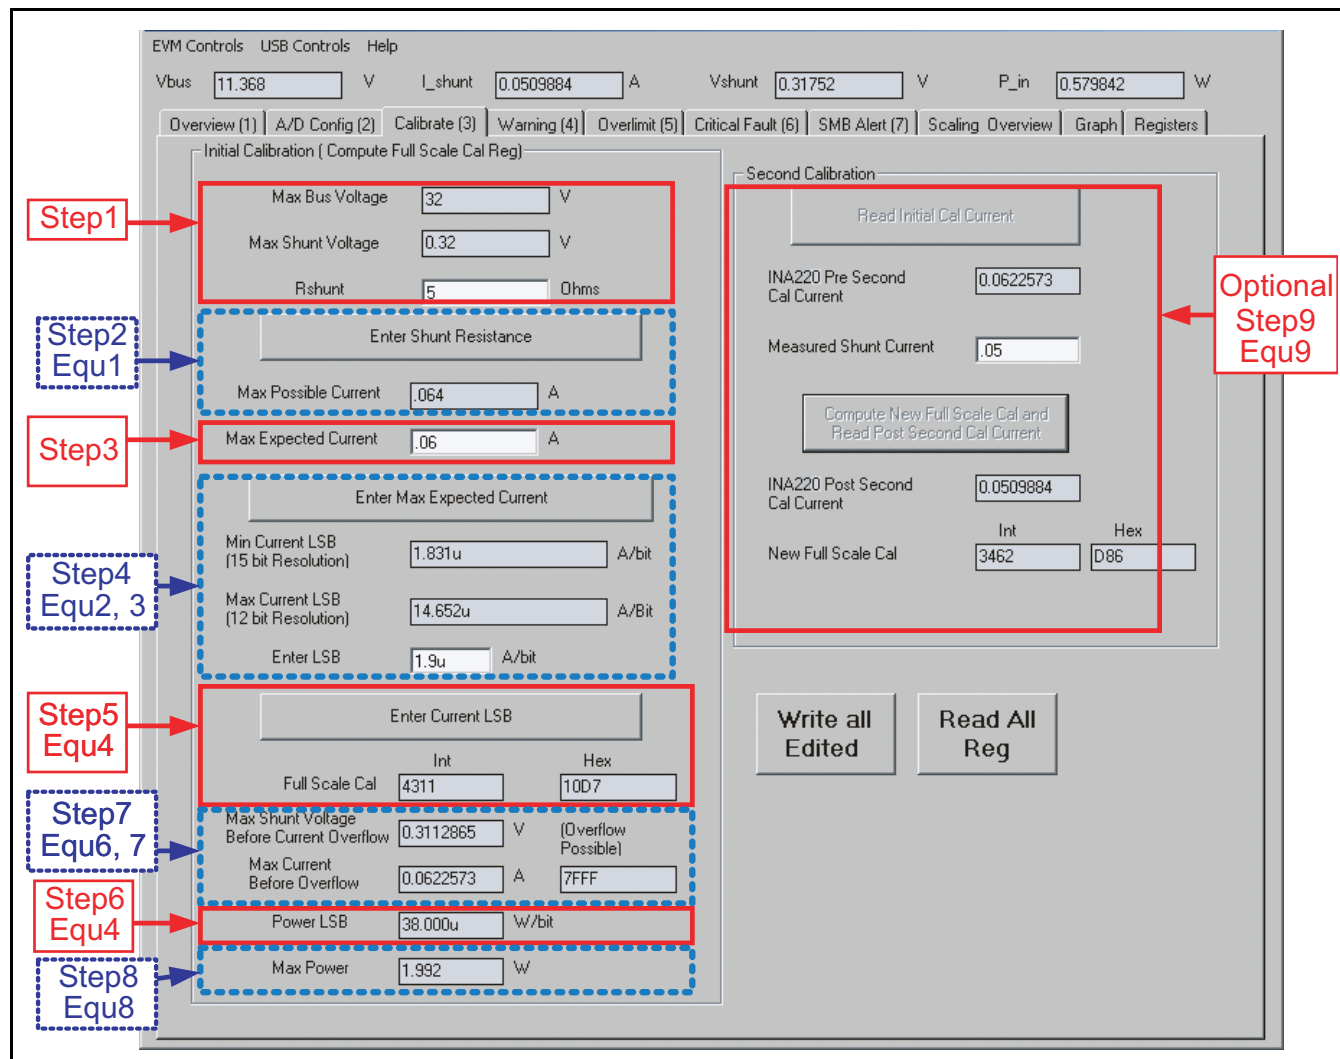 EVM Controls USB Controls Help
Vbus 11.368 V I_shunt 0.0509884 A Vshunt 0.31752 V P_in 0.579842 W
Overview (1) A/D Config (2) Calibrate (3) Warning (4) Overlimit (5) Critical Fault (6) SMB Alert (7) Scaling Overview Graph Registers
Initial Calibration ( Compute Full Scale Cal Reg)
Step1
Max Bus Voltage 32 V
Max Shunt Voltage 0.32 V
Rshunt 5 Ohms
Step2
Equ1
Enter Shunt Resistance
Max Possible Current .064 A
Step3
Max Expected Current .06 A
Step4
Equ2, 3
Enter Max Expected Current
Min Current LSB
(15 bit Resolution) 1.831u A/bit
Max Current LSB
(12 bit Resolution) 14.652u A/Bit
Enter LSB 1.9u A/bit
Step5
Equ4
Enter Current LSB
Int Hex
Full Scale Cal 4311 10D7
Step7
Equ6, 7
Max Shunt Voltage
Before Current Overflow 0.3112865 V (Overflow
Possible)
Max Current
Before Overflow 0.0622573 A 7FFF
Step6
Equ4
Power LSB 38.000u W/bit
Step8
Equ8
Max Power 1.992 W
Second Calibration
Read Initial Cal Current
INA220 Pre Second
Cal Current 0.0622573
Optional
Step9
Equ9
Measured Shunt Current .05
Compute New Full Scale Cal and
Read Post Second Cal Current
INA220 Post Second
Cal Current 0.0509884
Int Hex
New Full Scale Cal 3462 D86
Write all
Edited
Read All
Reg